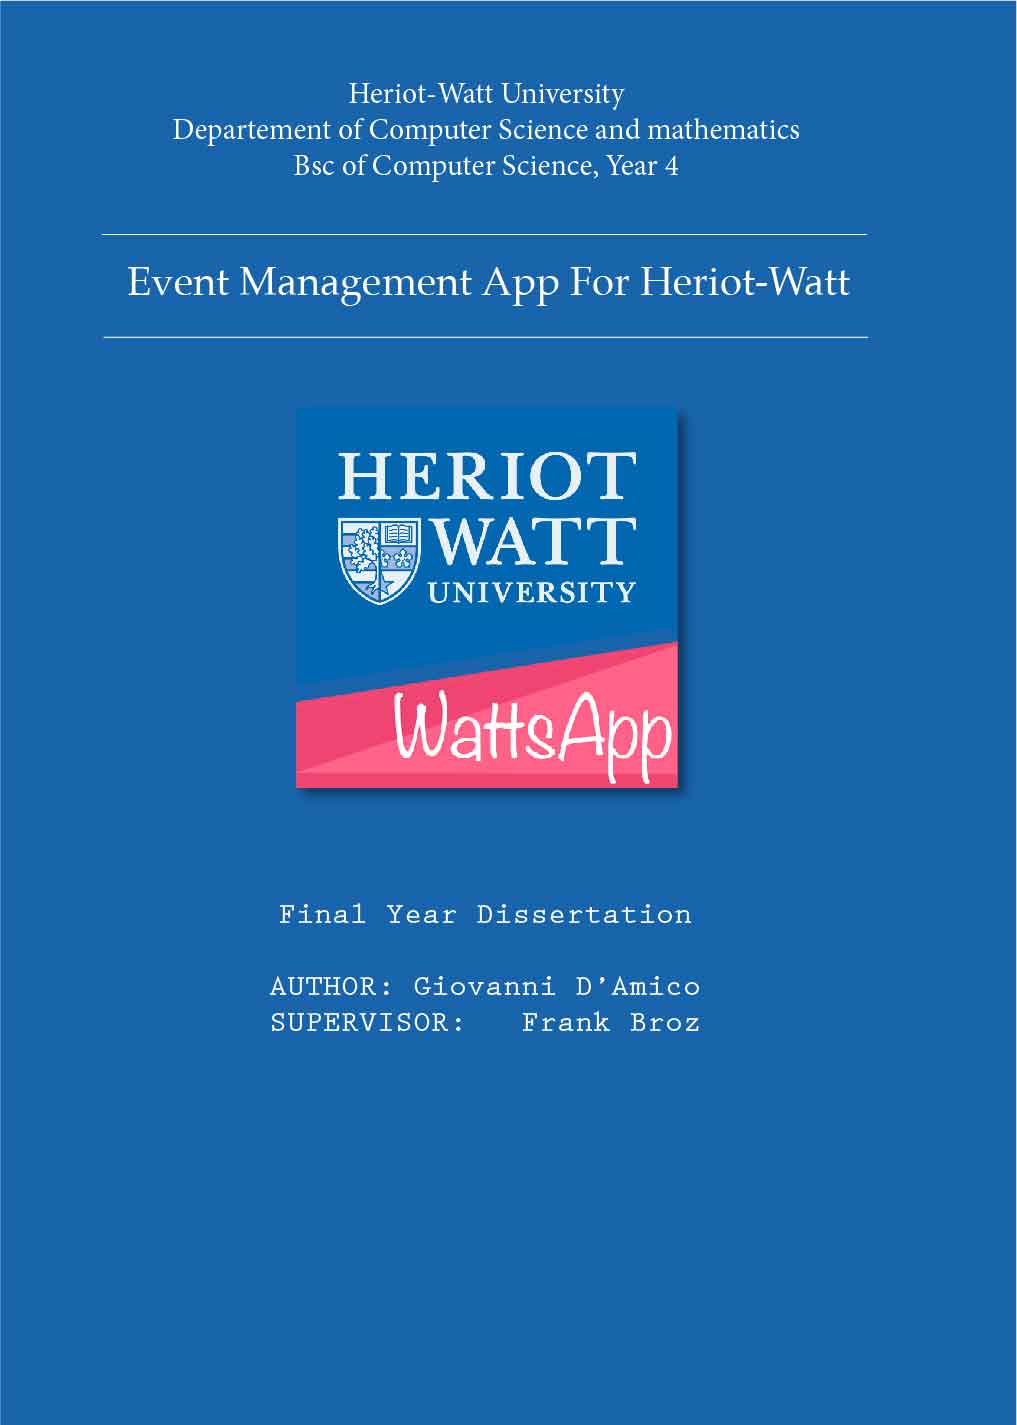 Heriot-Watt University
Departement of Computer Science and mathematics
Bsc of Computer Science, Year 4
Event Management App For Heriot-Watt
HERIOT
WATT
UNIVERSITY
WattsApp
Final Year Dissertation
AUTHOR: Giovanni D’Amico
SUPERVISOR: Frank Broz